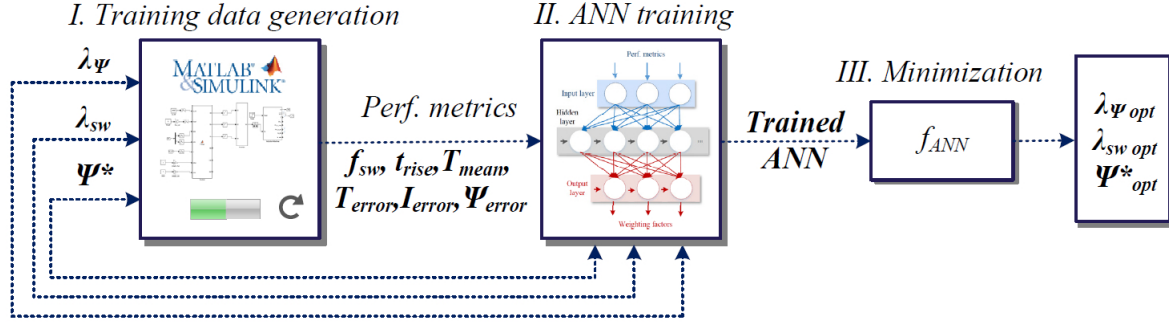 I. Training data generation
II. ANN training
III. Minimization
λΨ
λsw
Ψ*
MATLAB®
&SIMULINK®
Perf. metrics
fsw, trise, Tmean,
Terror, Ierror, Ψerror
Perf. metrics
Input layer
Hidden
layer
...
Output
layer
Weighting factors
Trained
ANN
fANN
λΨ opt
λsw opt
Ψ*opt